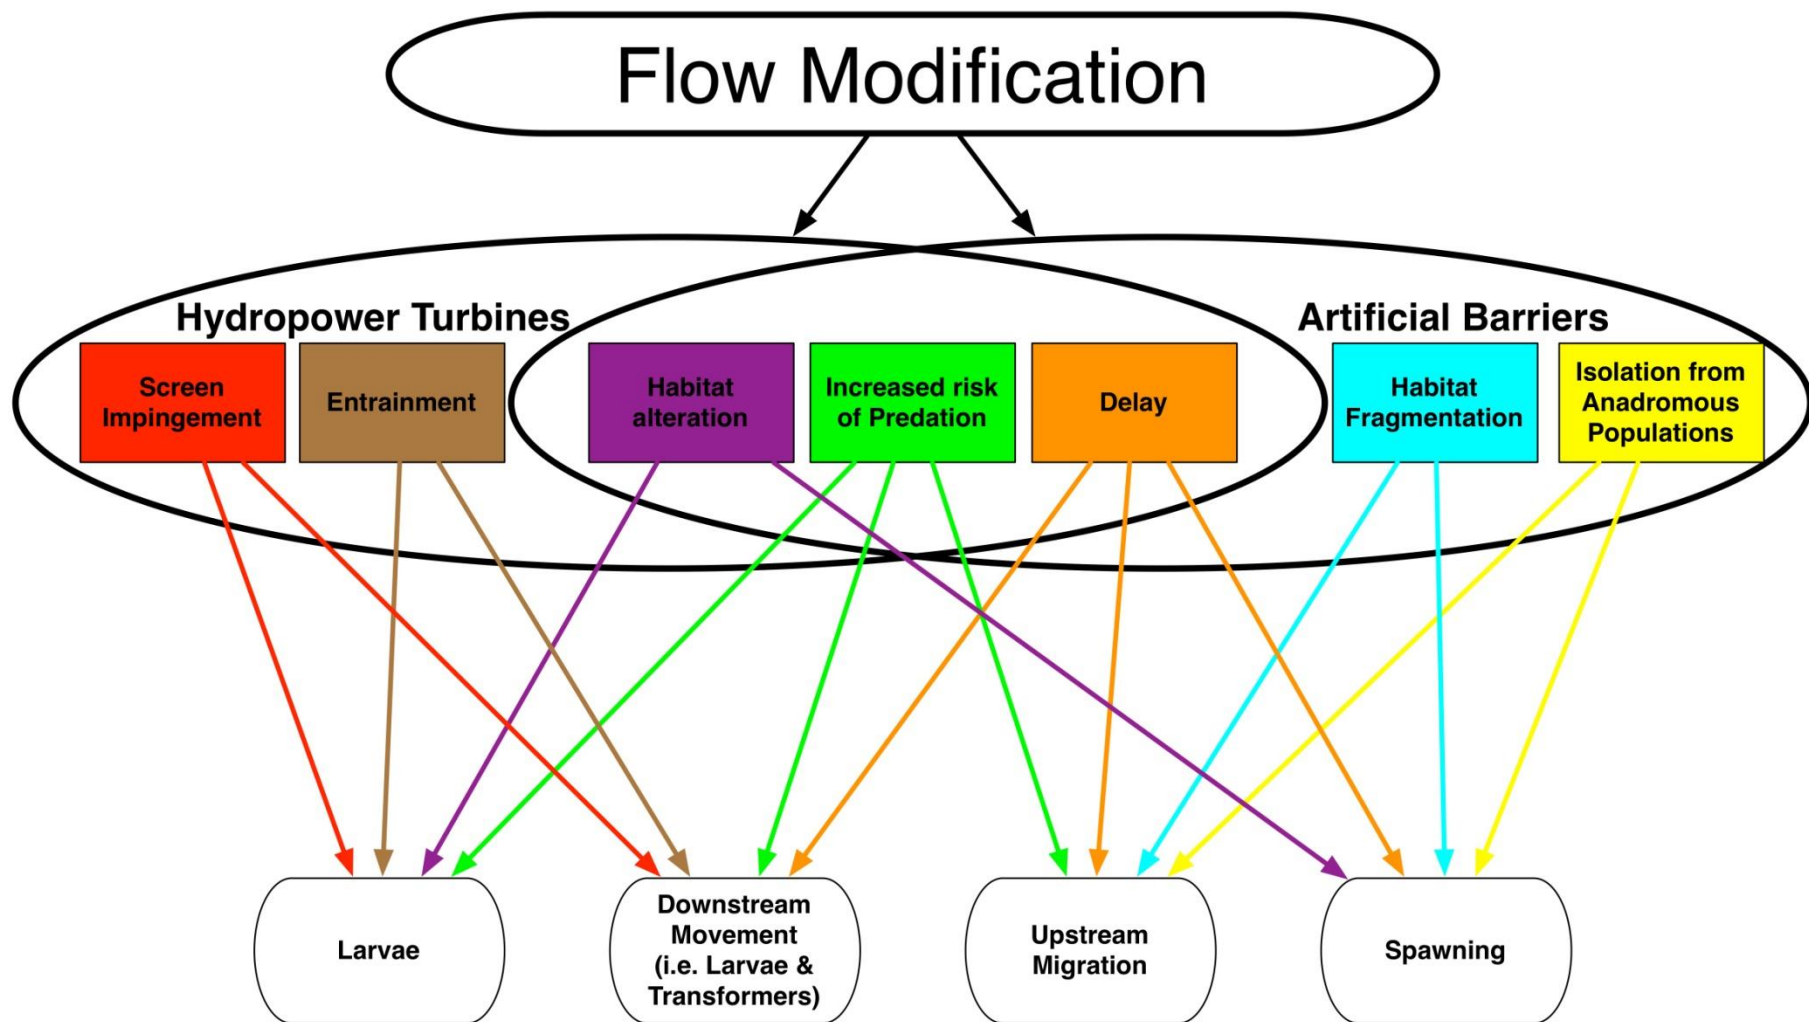 Flow Modification
Hydropower Turbines
Artificial Barriers
Screen
Impingement
Entrainment
Habitat
alteration
Increased risk
of Predation
Delay
Habitat
Fragmentation
Isolation from
Anadromous
Populations
Larvae
Downstream
Movement
(i.e. Larvae &
Transformers)
Upstream
Migration
Spawning